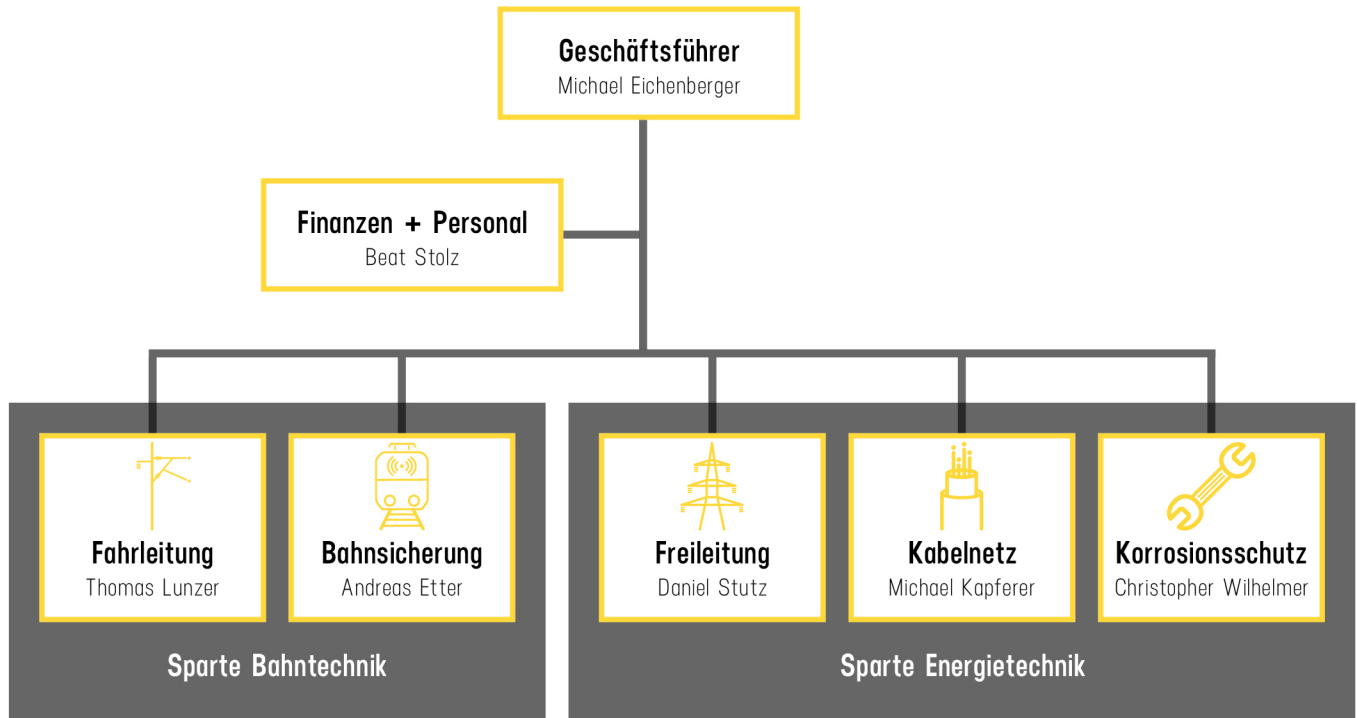 Geschäftsführer
Michael Eichenberger
Finanzen + Personal
Beat Stolz
Fahrleitung
Thomas Lunzer
Bahnsicherung
Andreas Etter
Sparte Bahntechnik
Freileitung
Daniel Stutz
Kabelnetz
Michael Kapferer
Korrosionsschutz
Christopher Wilhelmer
Sparte Energietechnik